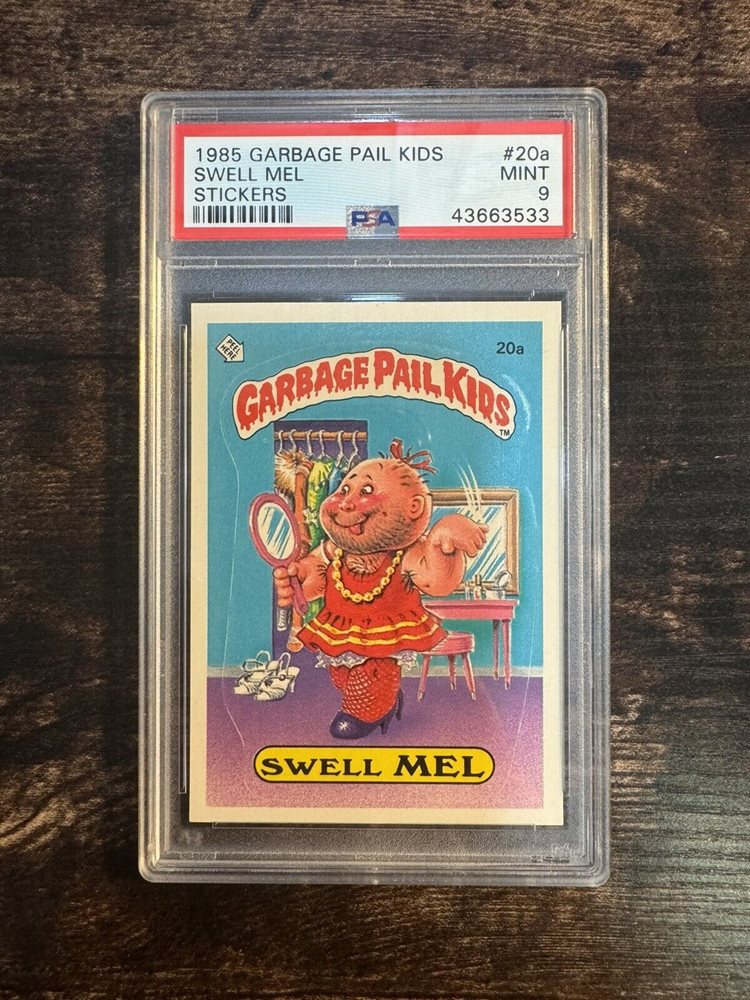 1985 GARBAGE PAIL KIDS #20a
SWELL MEL MINT
STICKERS 9
PSA 43663533
PEEL HERE
20a
GARBAGE PAIL KIDS
TM
SWELL MEL